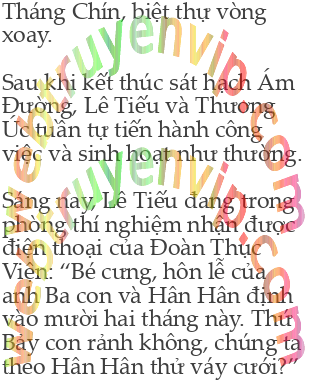 Tháng Chín, biệt thự vòng
xoay.
Sau khi kết thúc sát hạch Ám
Đường, Lê Tiếu và Thương
Úc tuần tự tiến hành công
việc và sinh hoạt như thường.
Sáng nay, Lê Tiếu đang trong
phòng thí nghiệm nhận được
điện thoại của Đoàn Thục
Viện: “Bé cưng, hôn lễ của
anh Ba con và Hân Hân định
vào mười hai tháng này. Thứ
Bảy con rảnh không, chúng ta
theo Hân Hân thử váy cưới?”
webtruyenvip.com
webtruyenvip.com